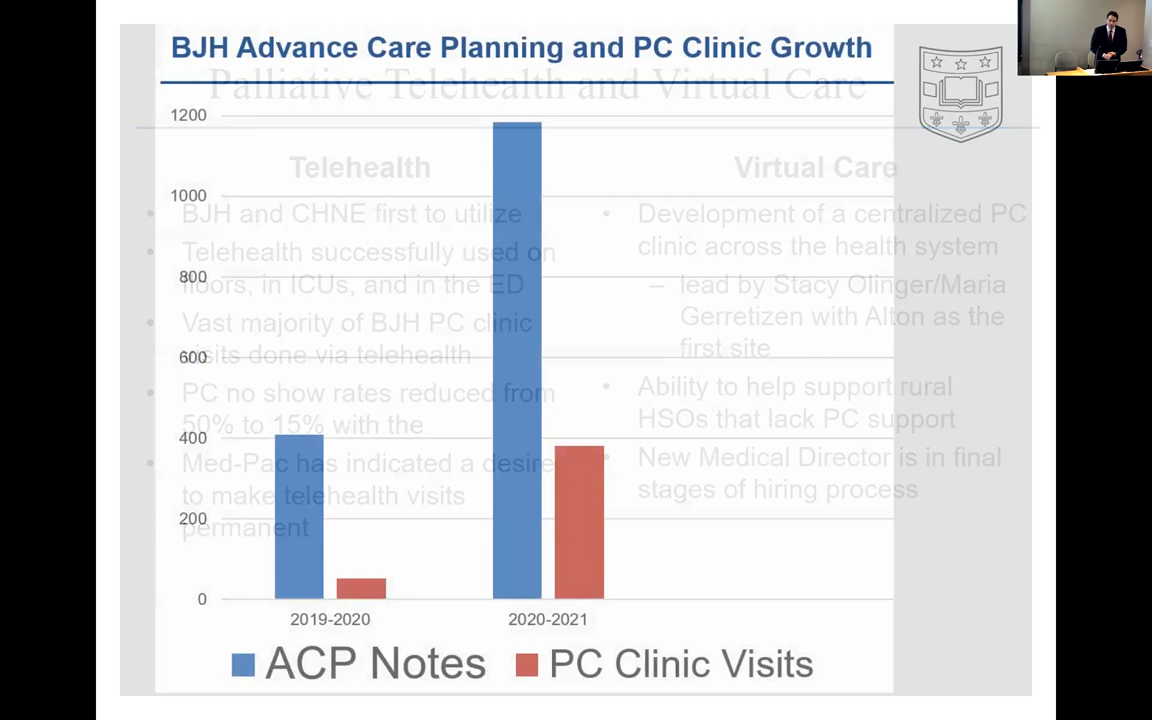 BJH Advance Care Planning and PC Clinic Growth
Palliative Telehealth and Virtual Care
1200
1000
800
600
400
200
0
2019-2020
2020-2021
ACP Notes
PC Clinic Visits
Telehealth
• BJH and CHNE first to utilize
• Telehealth successfully used on
floors, in ICUs, and in the ED
• Vast majority of BJH PC clinic
visits done via telehealth
• PC no show rates reduced from
50% to 15% with the
• Med-Pac has indicated a desire
to make telehealth visits
permanent
Virtual Care
• Development of a centralized PC
clinic across the health system
– lead by Stacy Olinger/Maria
Gerretizen with Alton as the
first site
• Ability to help support rural
HSOs that lack PC support
• New Medical Director is in final
stages of hiring process